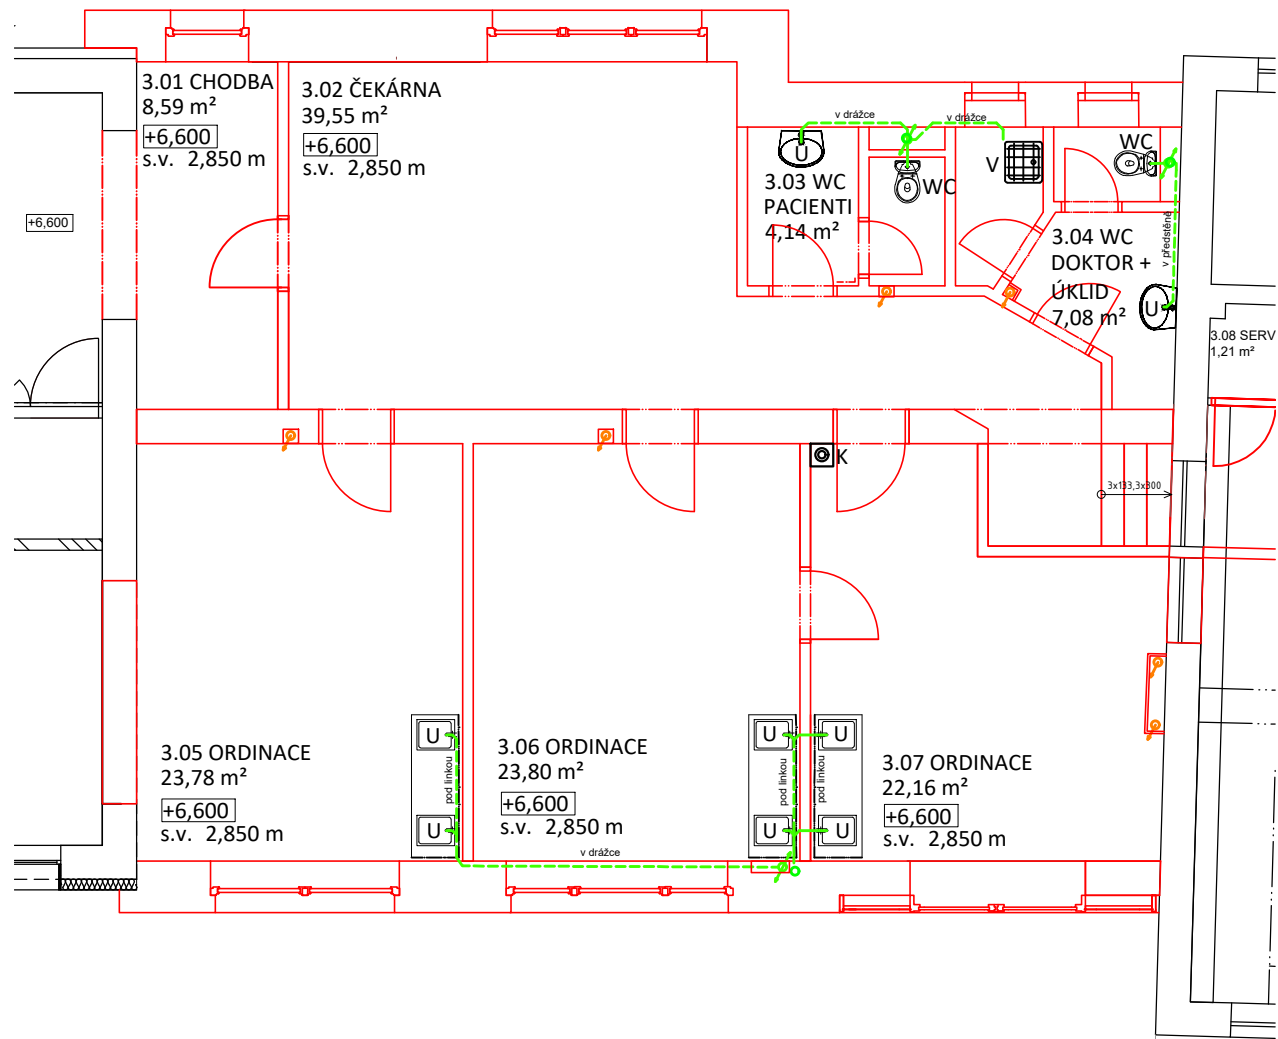 3.01 CHODBA
8,59 m²
+6,600
s.v. 2,850 m
3.02 ČEKÁRNA
39,55 m²
+6,600
s.v. 2,850 m
v drážce
v drážce
U
3.03 WC
PACIENTI
4,14 m²
WC
V
WC
3.04 WC
DOKTOR +
ÚKLID
7,08 m²
v předstěně
U
+6,600
3.08 SERV
1,21 m²
K
3x133,3x300
3.05 ORDINACE
23,78 m²
+6,600
s.v. 2,850 m
U
pod linkou
U
3.06 ORDINACE
23,80 m²
+6,600
s.v. 2,850 m
U
pod linkou
U
U
pod linkou
U
3.07 ORDINACE
22,16 m²
+6,600
s.v. 2,850 m
v drážce